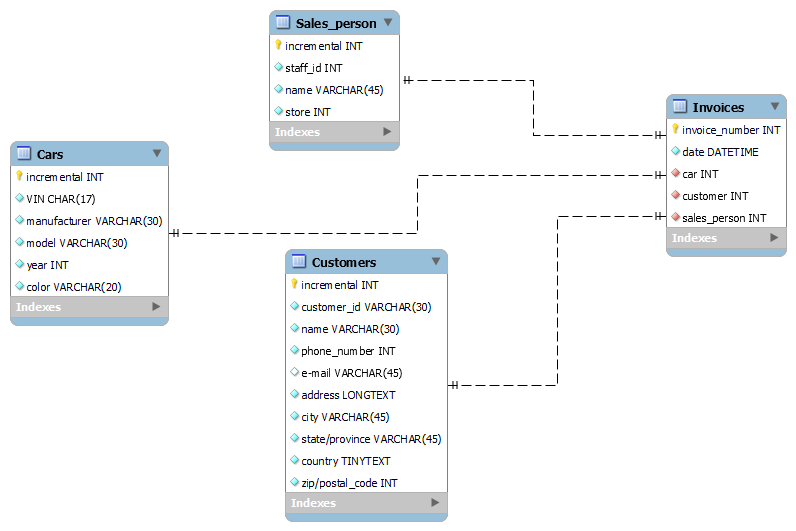 Sales_person
incremental INT
staff_id INT
name VARCHAR(45)
store INT
Indexes
Invoices
invoice_number INT
date DATETIME
car INT
customer INT
sales_person INT
Indexes
Cars
incremental INT
VIN CHAR(17)
manufacturer VARCHAR(30)
model VARCHAR(30)
year INT
color VARCHAR(20)
Indexes
Customers
incremental INT
customer_id VARCHAR(30)
name VARCHAR(30)
phone_number INT
e-mail VARCHAR(45)
address LONGTEXT
city VARCHAR(45)
state/province VARCHAR(45)
country TINYTEXT
zip/postal_code INT
Indexes